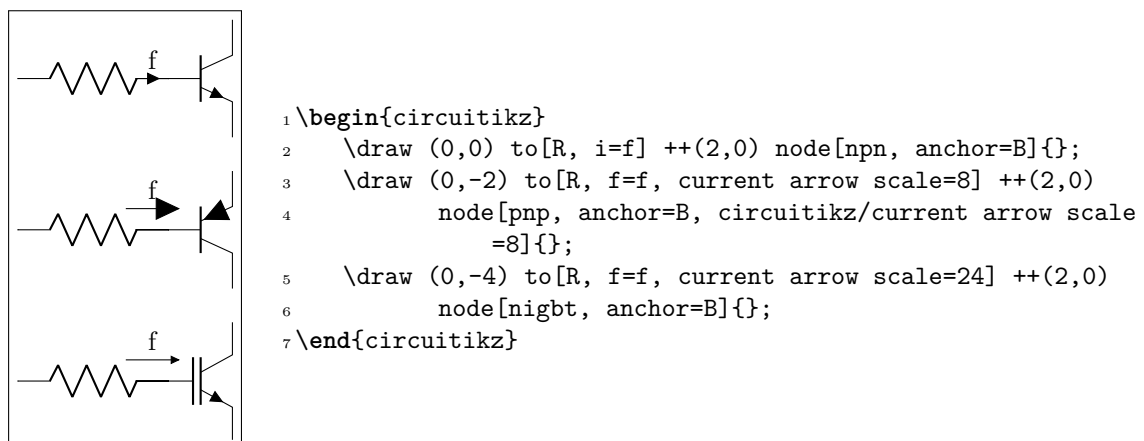 f
f
f
1 \begin{circuitikz}
2 \draw (0,0) to[R, i=f] ++(2,0) node[npn, anchor=B]{};
3 \draw (0,-2) to[R, f=f, current arrow scale=8] ++(2,0)
4 node[pnp, anchor=B, circuitikz/current arrow scale
=8]{};
5 \draw (0,-4) to[R, f=f, current arrow scale=24] ++(2,0)
6 node[nigbt, anchor=B]{};
7 \end{circuitikz}